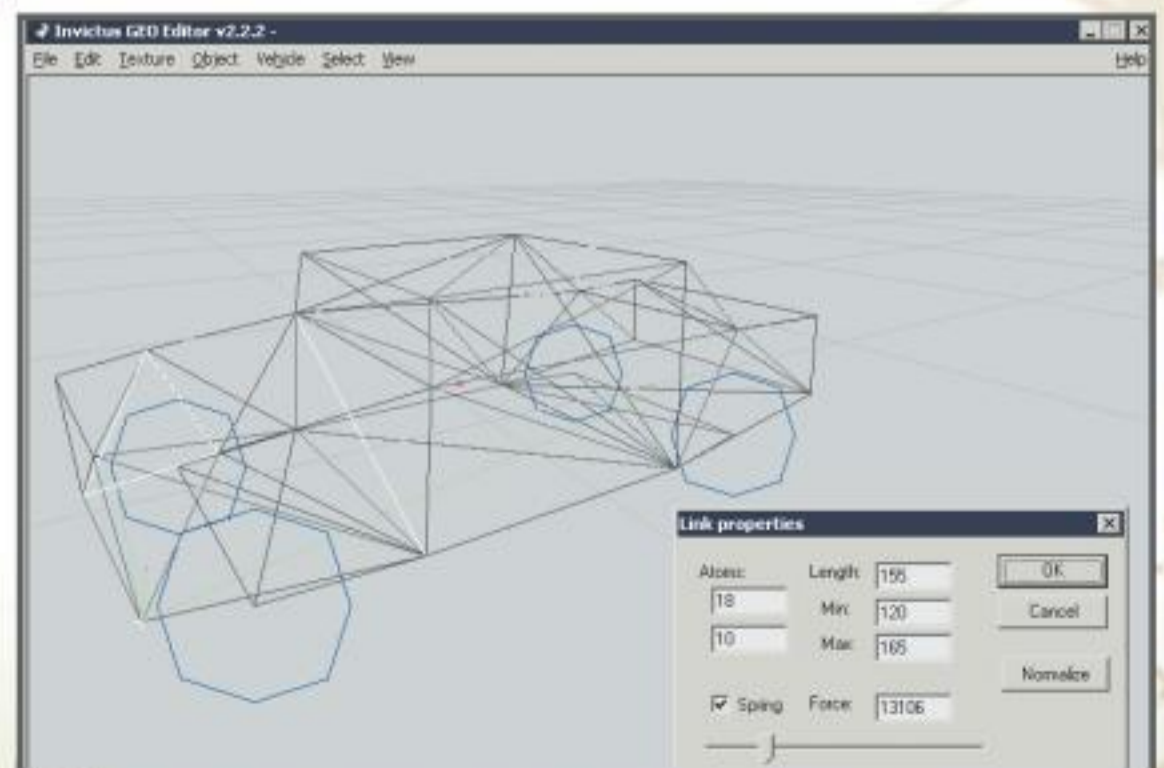 Invictus GEO Editor v2.2.2 -
File Edit Texture Object Vehicle Select View Help
Link properties
Atoms:
18
10
Length: 155
Min: 120
Max: 165
Spring
Force: 13106
OK
Cancel
Normalize